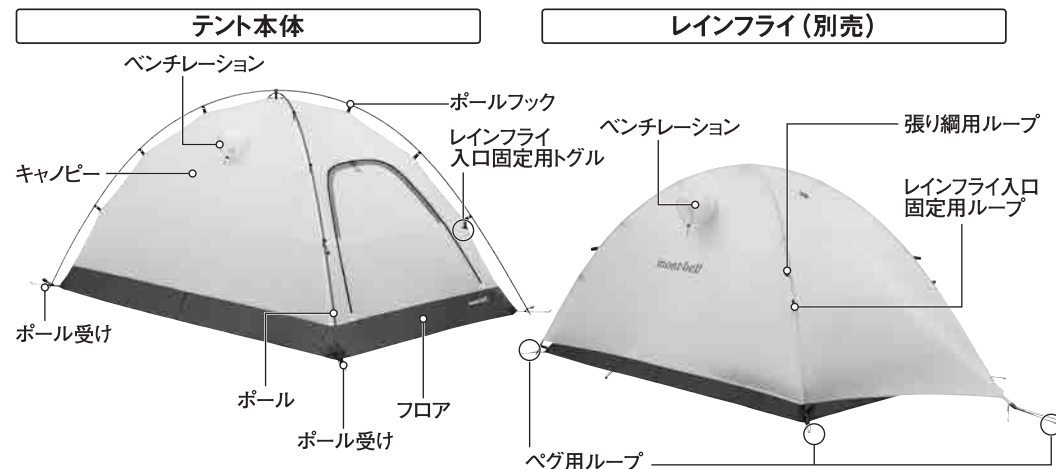 テント本体
ベンチレーション
ポールフック
レインフライ
入口固定用トグル
キャノピー
ポール受け
ポール
ポール受け
フロア
レインフライ（別売）
ベンチレーション
張り綱用ループ
レインフライ入口
固定用ループ
mont-bell
ペグ用ループ